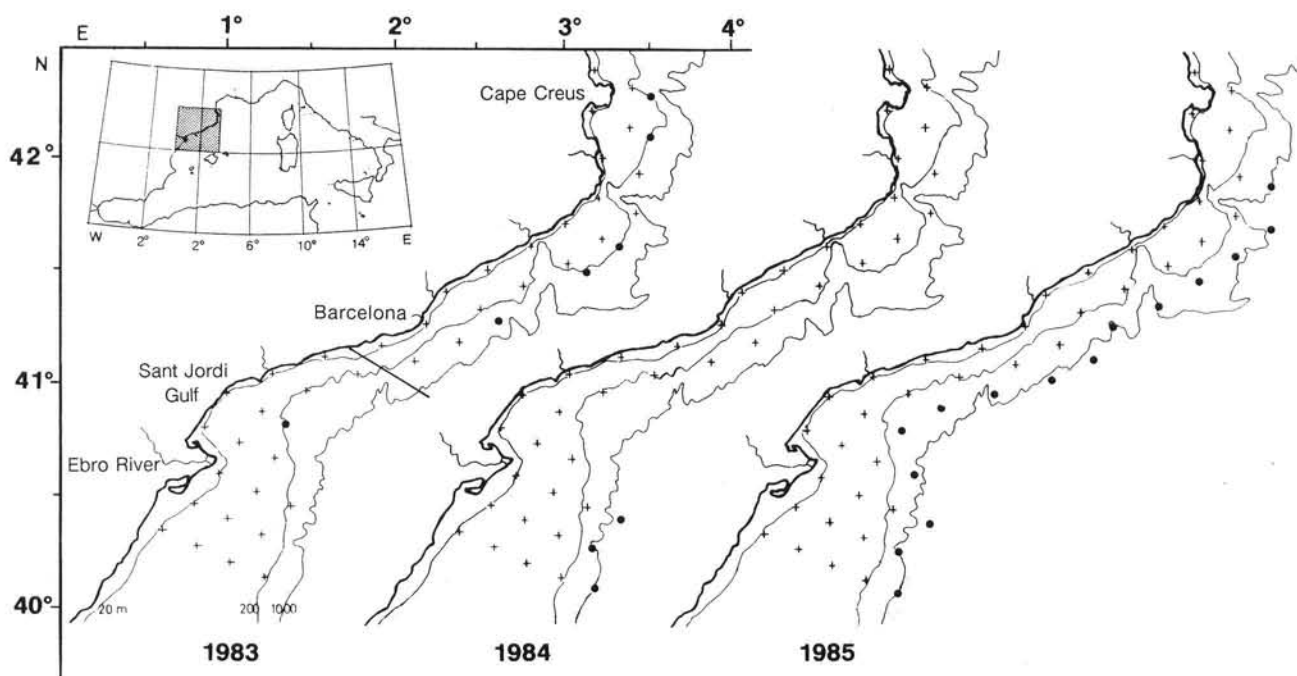 E 1° 2° 3° 4°
N
Cape Creus
42°
W 2° 2° 6° 10° 14° E
Barcelona
Sant Jordi
Gulf
41°
Ebro River
20 m 200 1000
40°
1983 1984 1985